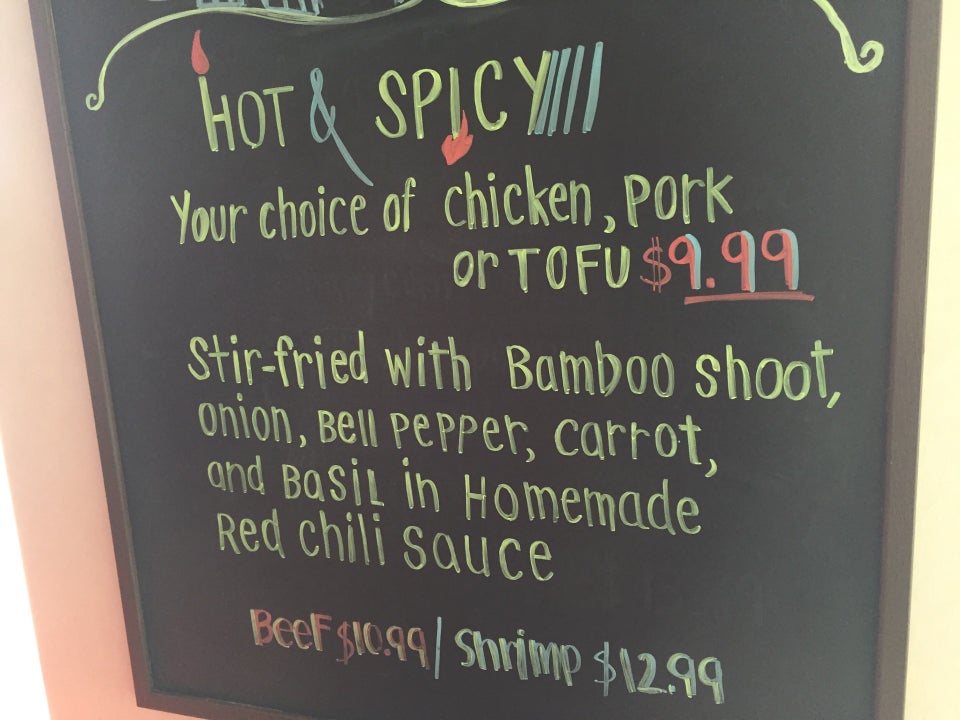 HOT & SPICY
Your choice of chicken, PORK
or TOFU $9.99
Stir-fried with Bamboo shoot,
onion, Bell PePPer, carrot,
and BaSiL in Homemade
Red chili Sauce
BeeF $10.99 / Shrimp $12.99